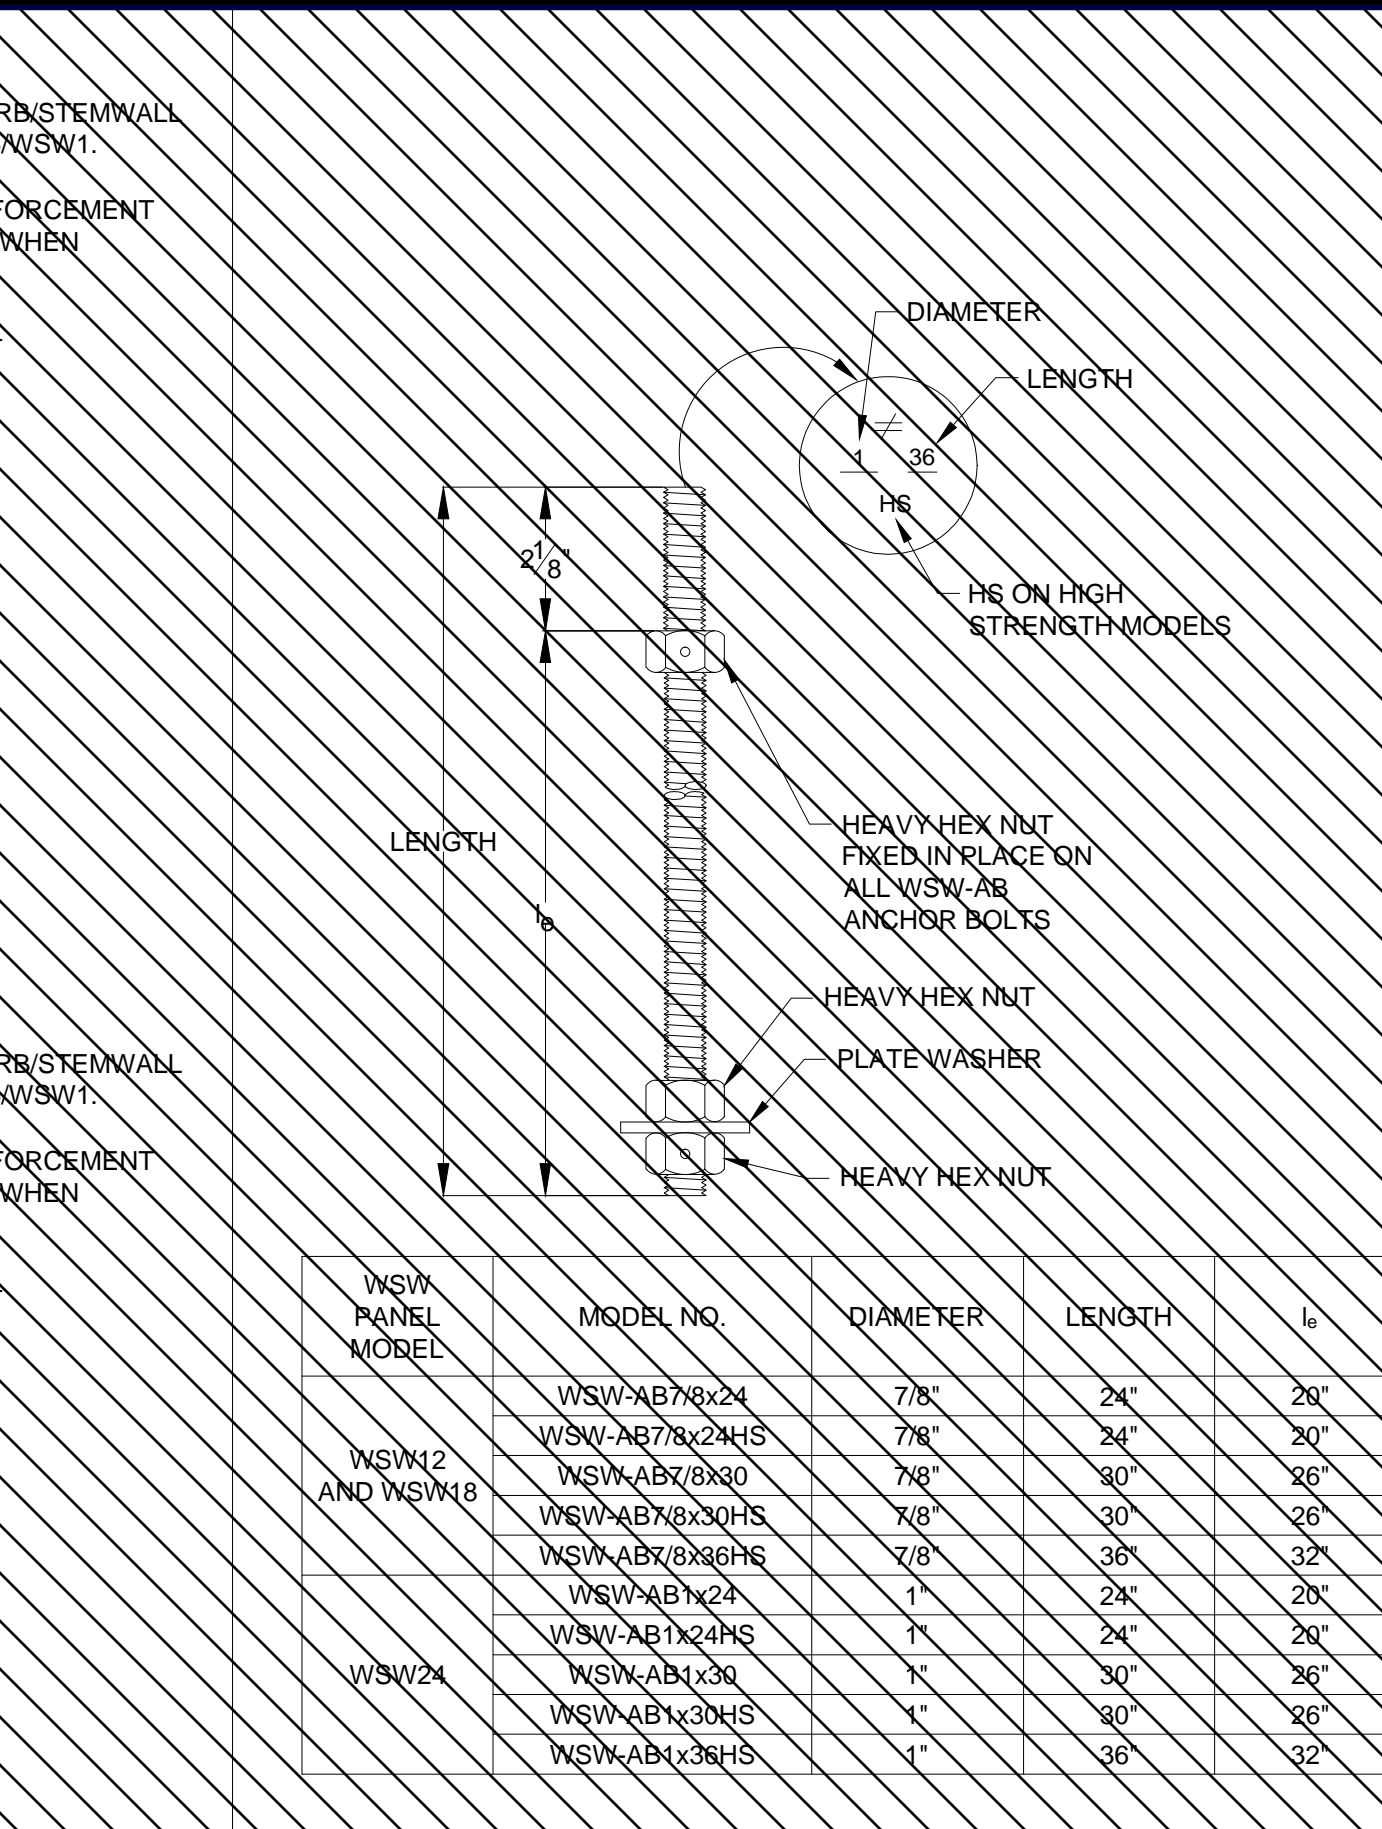 RB/STEMWALL
/WSW1.
FORCEMENT
WHEN
DIAMETER
LENGTH
1 36
HS
2 1/8"
HS ON HIGH
STRENGTH MODELS
LENGTH
le
HEAVY HEX NUT
FIXED IN PLACE ON
ALL WSW-AB
ANCHOR BOLTS
HEAVY HEX NUT
PLATE WASHER
HEAVY HEX NUT
RB/STEMWALL
/WSW1.
FORCEMENT
WHEN
WSW
PANEL
MODEL
MODEL NO. DIAMETER LENGTH le
WSW12
AND WSW18
WSW-AB7/8x24 7/8" 24" 20"
WSW-AB7/8x24HS 7/8" 24" 20"
WSW-AB7/8x30 7/8" 30" 26"
WSW-AB7/8x30HS 7/8" 30" 26"
WSW-AB7/8x36HS 7/8" 36" 32"
WSW24
WSW-AB1x24 1" 24" 20"
WSW-AB1x24HS 1" 24" 20"
WSW-AB1x30 1" 30" 26"
WSW-AB1x30HS 1" 30" 26"
WSW-AB1x36HS 1" 36" 32"